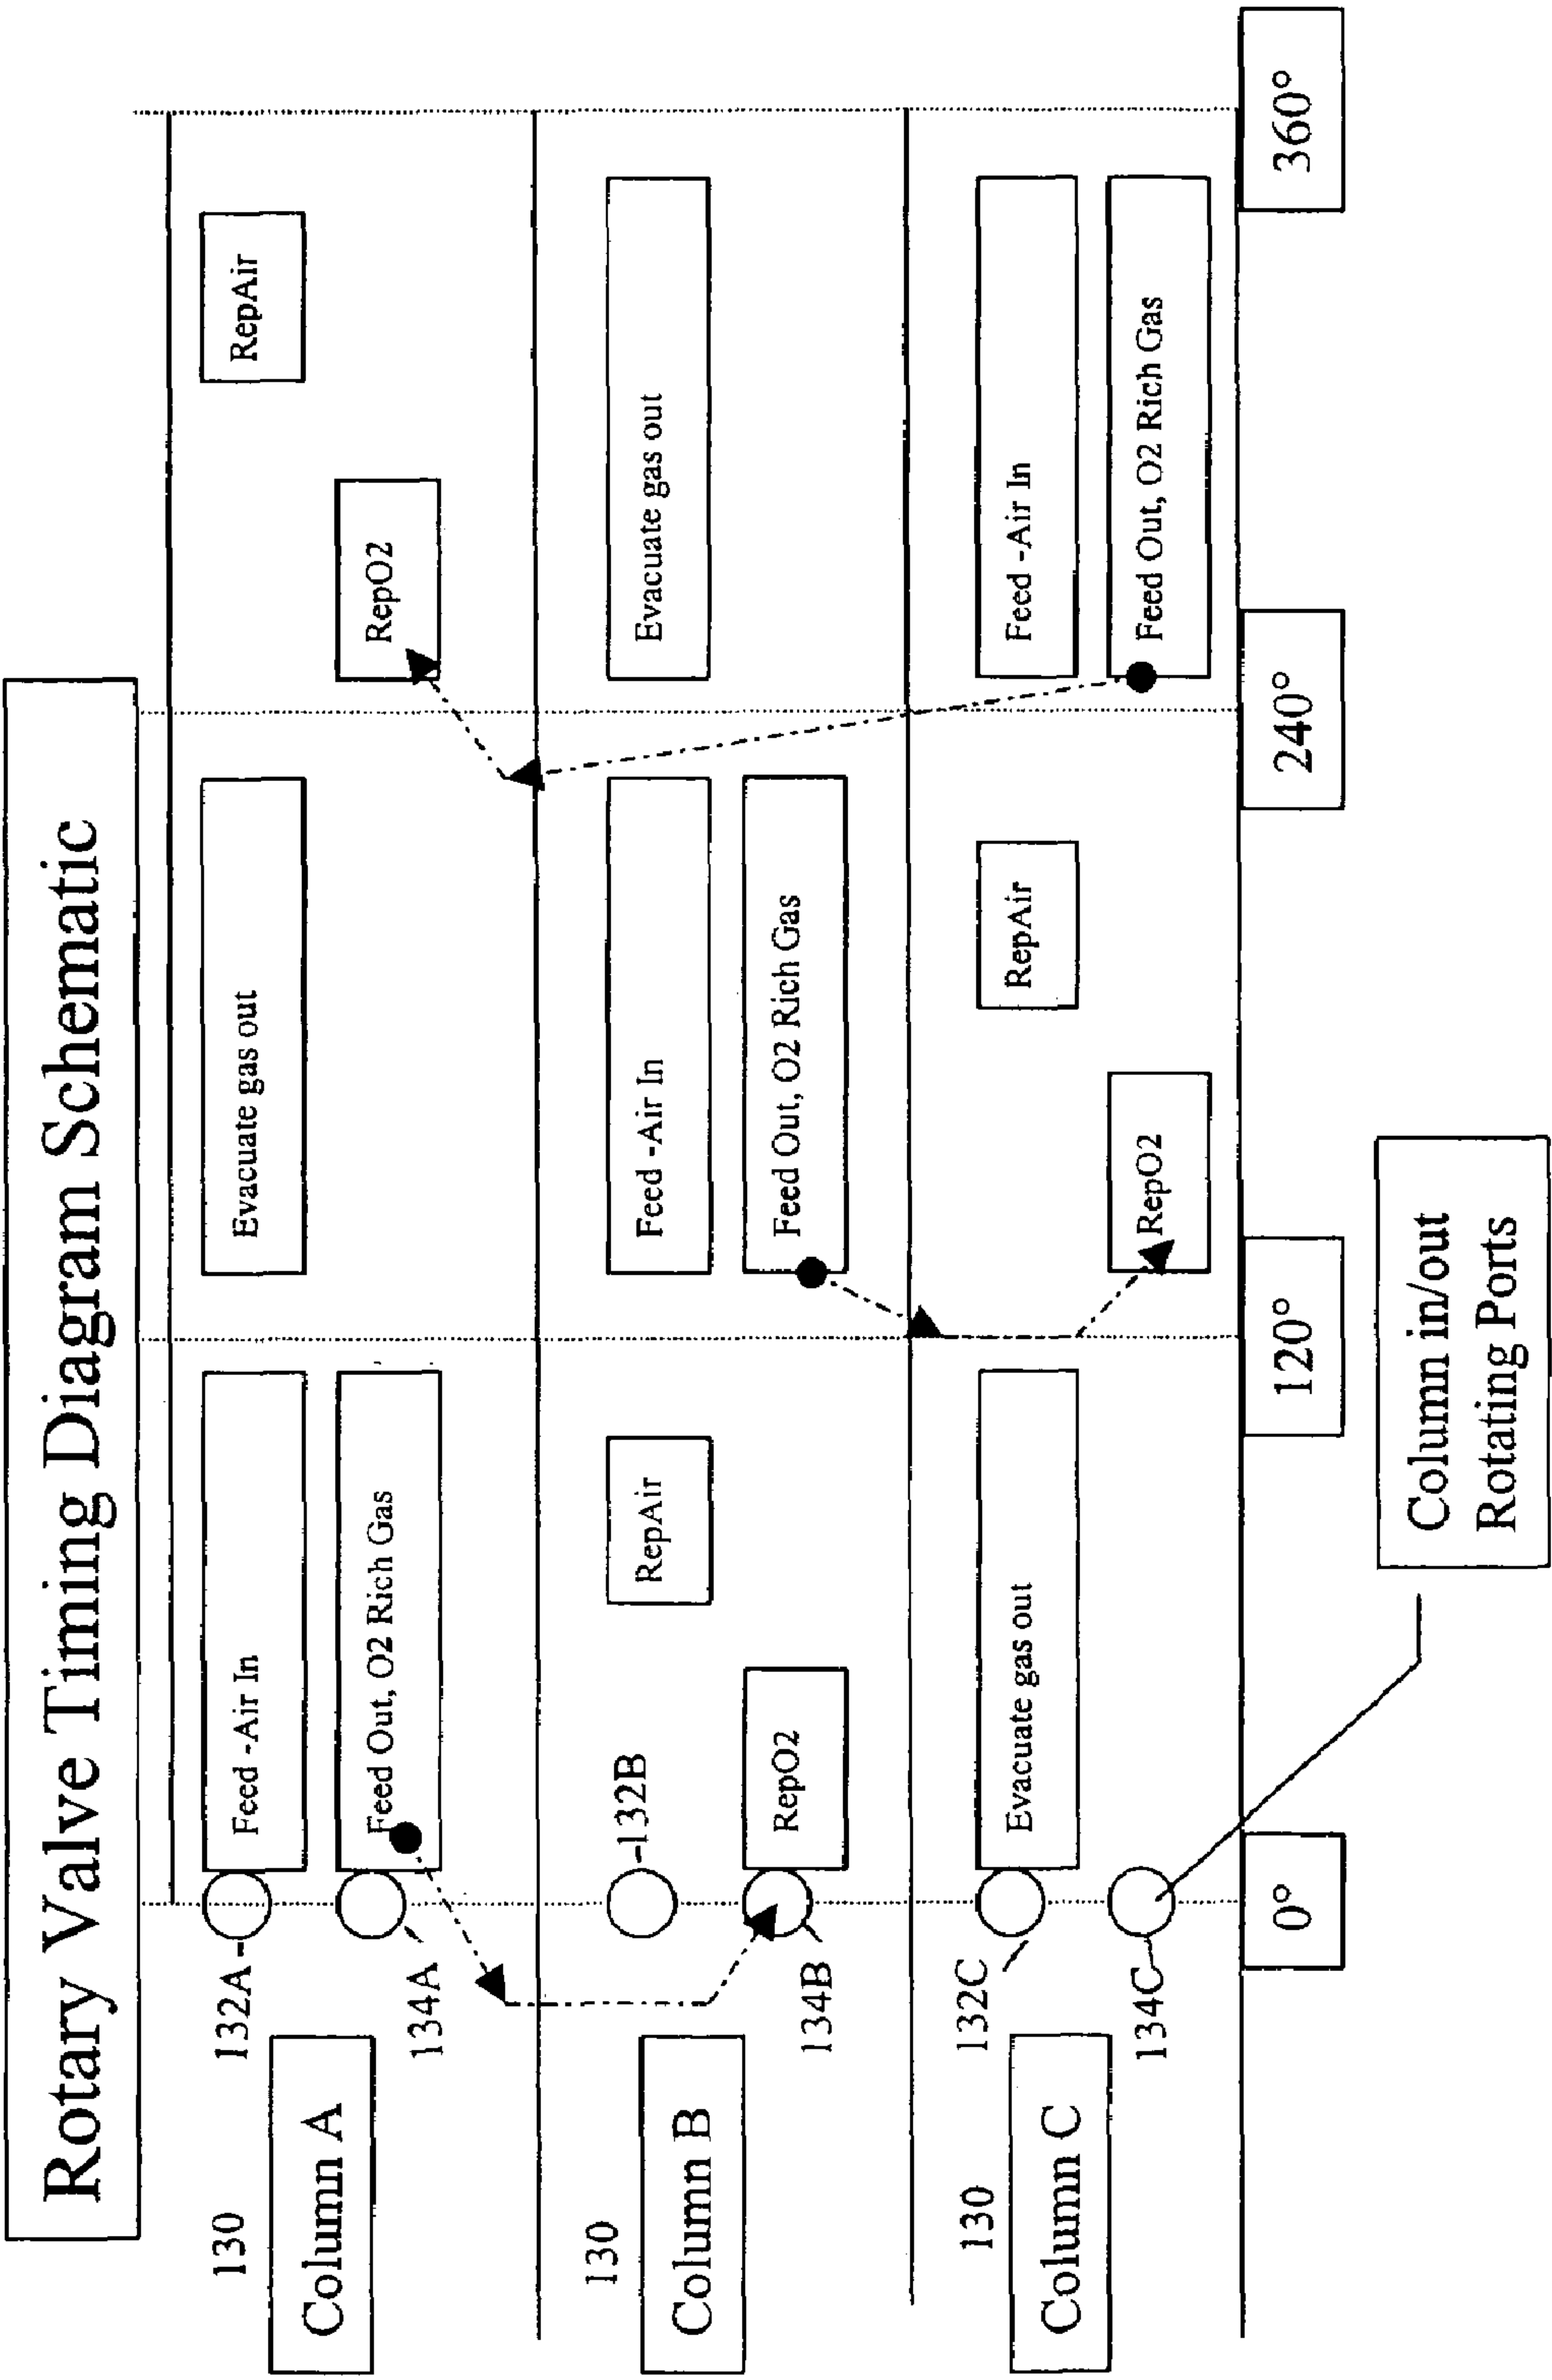 Rotary Valve Timing Diagram Schematic
130
Column A
132A
134A
Feed -Air In
Feed Out, O2 Rich Gas
Evacuate gas out
RepO2
RepAir
130
Column B
132B
134B
RepO2
RepAir
Feed -Air In
Feed Out, O2 Rich Gas
Evacuate gas out
130
Column C
132C
134C
Evacuate gas out
RepO2
RepAir
Feed -Air In
Feed Out, O2 Rich Gas
0°
120°
240°
360°
Column in/out
Rotating Ports